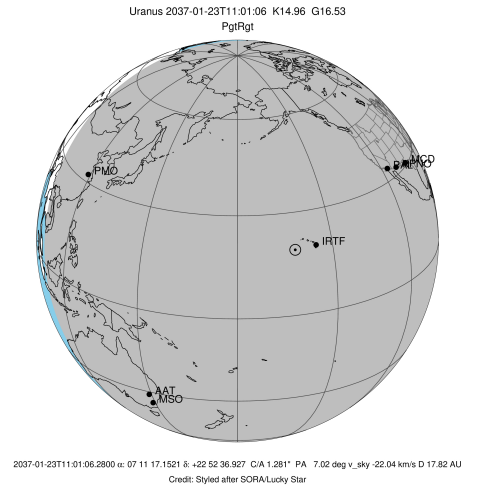 Uranus 2037-01-23T11:01:06 K14.96 G16.53
PgtRgt
MCD
PMO
IRTF
AAT
MSO
2037-01-23T11:01:06.2800 α: 07 11 17.1521 δ: +22 52 36.927 C/A 1.281" PA 7.02 deg v_sky -22.04 km/s D 17.82 AU
Credit: Styled after SORA/Lucky Star